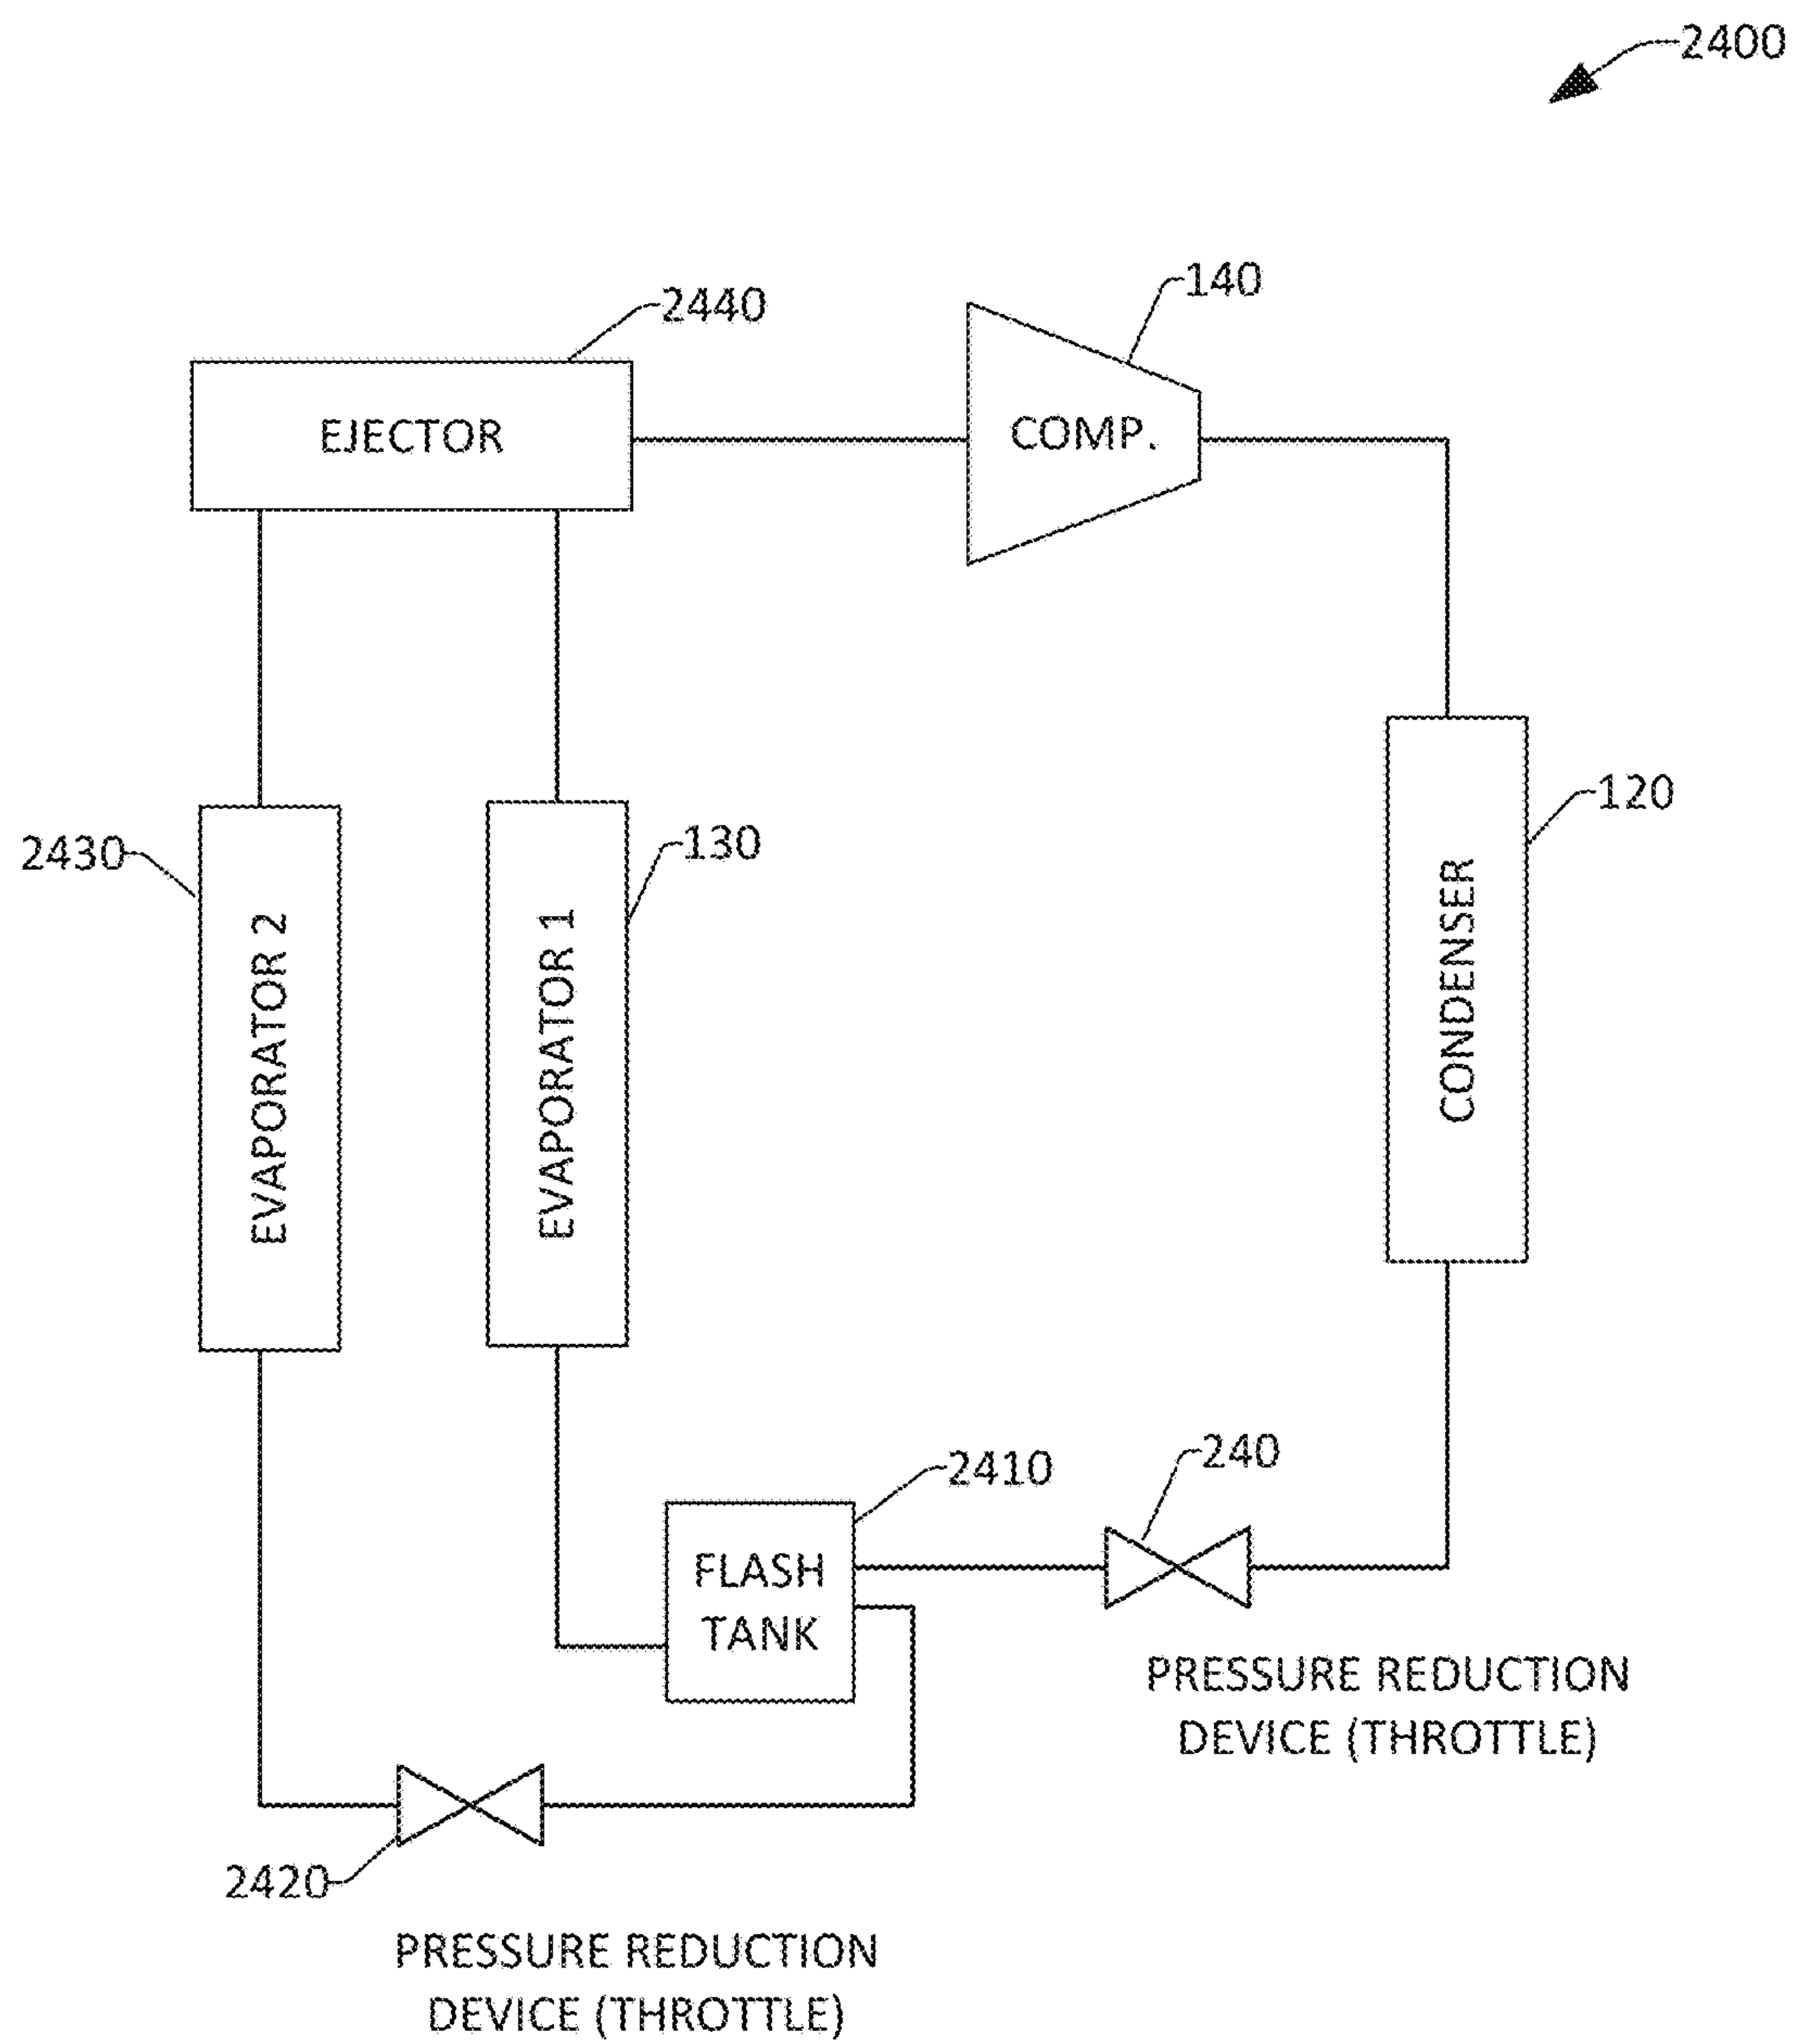 2400
140
2440
EJECTOR
COMP.
120
130
2430
EVAPORATOR 2
EVAPORATOR 1
CONDENSER
240
2410
FLASH
TANK
PRESSURE REDUCTION
DEVICE (THROTTLE)
2420
PRESSURE REDUCTION
DEVICE (THROTTLE)